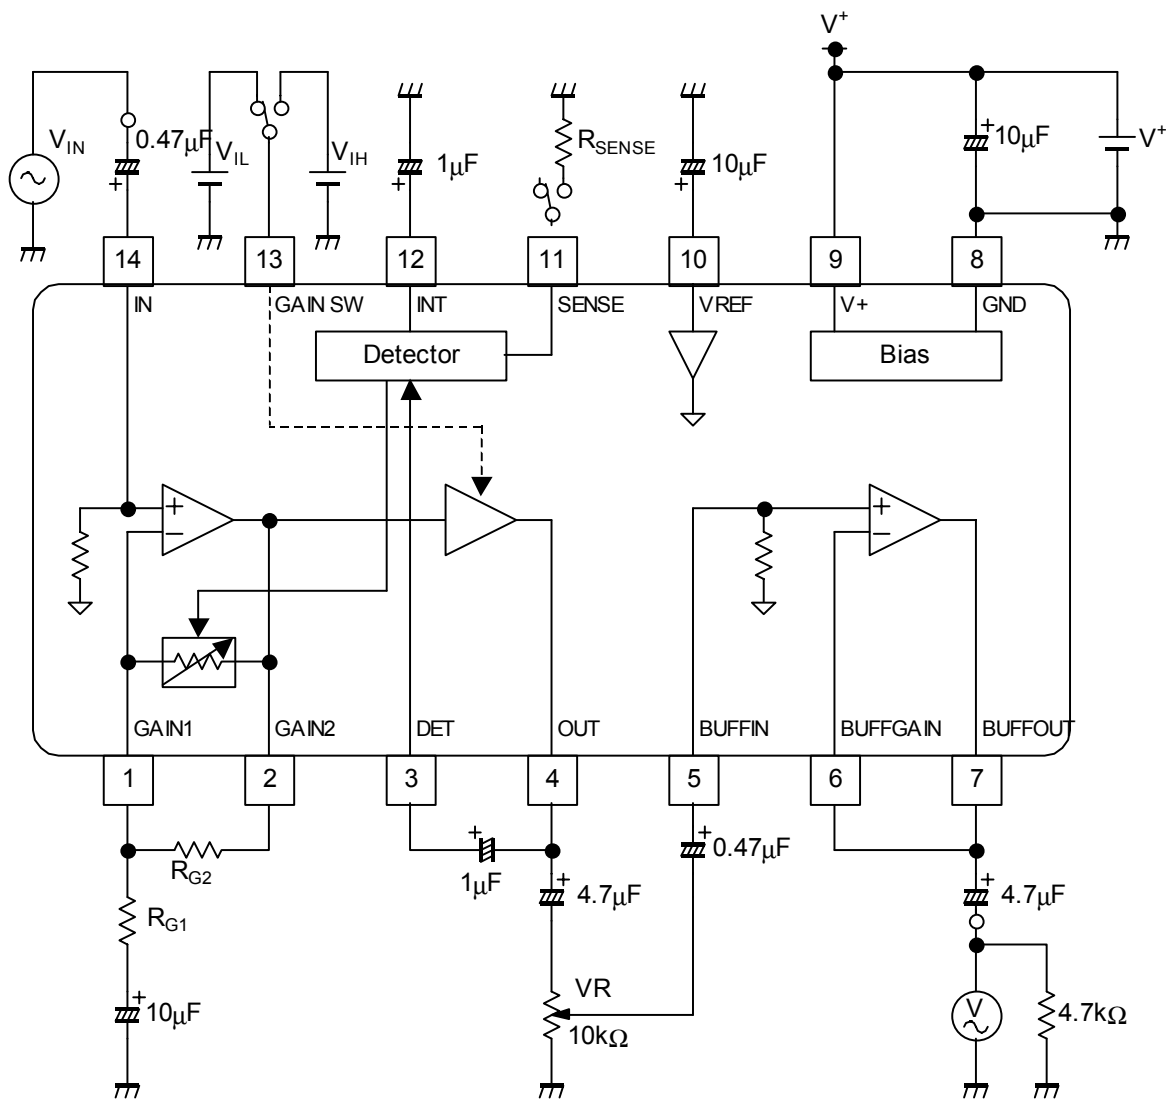 V+
VIN
0.47μF
+
VIL
VIH
1μF
+
RSENSE
10μF
+
+
10μF
V+
14
13
12
11
10
9
8
IN
GAIN SW
INT
SENSE
VREF
V+
GND
Detector
Bias
+
−
+
−
GAIN1
GAIN2
DET
OUT
BUFFIN
BUFFGAIN
BUFFOUT
1
2
3
4
5
6
7
RG2
+
1μF
+
0.47μF
RG1
+
4.7μF
+
4.7μF
+
10μF
VR
10kΩ
V
4.7kΩ